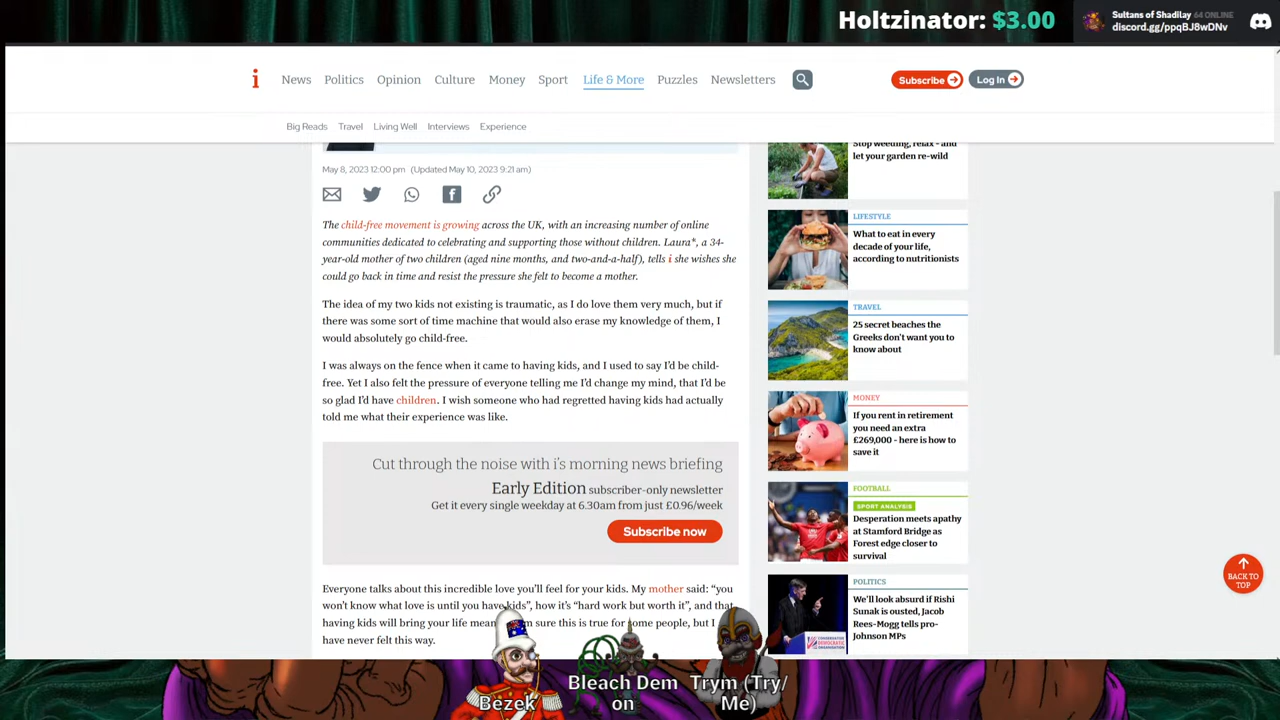 Holtzinator: $3.00
Sultans of Shadilay 64 ONLINE
discord.gg/ppqBJ8wDNv
i News Politics Opinion Culture Money Sport Life & More Puzzles Newsletters
Subscribe Log In
Big Reads Travel Living Well Interviews Experience
May 8, 2023 12:00 pm (Updated May 10, 2023 9:21 am)
The child-free movement is growing across the UK, with an increasing number of online
communities dedicated to celebrating and supporting those without children. Laura*, a 34-
year-old mother of two children (aged nine months, and two-and-a-half), tells i she wishes she
could go back in time and resist the pressure she felt to become a mother.
The idea of my two kids not existing is traumatic, as I do love them very much, but if
there was some sort of time machine that would also erase my knowledge of them, I
would absolutely go child-free.
I was always on the fence when it came to having kids, and I used to say I'd be child-
free. Yet I also felt the pressure of everyone telling me I'd change my mind, that I'd be
so glad I'd have children. I wish someone who had regretted having kids had actually
told me what their experience was like.
Cut through the noise with i's morning news briefing
Early Edition subscriber-only newsletter
Get it every single weekday at 6.30am from just £0.96/week
Subscribe now
Everyone talks about this incredible love you'll feel for your kids. My mother said: "you
won't know what love is until you have kids", how it's "hard work but worth it", and that
having kids will bring your life sure this is true for some people, but I
have never felt this way.
Stop weeding, relax – and
let your garden re-wild
LIFESTYLE
What to eat in every
decade of your life,
according to nutritionists
TRAVEL
25 secret beaches the
Greeks don't want you to
know about
MONEY
If you rent in retirement
you need an extra
£269,000 – here is how to
save it
FOOTBALL
SPORT ANALYSIS
Desperation meets apathy
at Stamford Bridge as
Forest edge closer to
survival
POLITICS
We'll look absurd if Rishi
Sunak is ousted, Jacob
Rees-Mogg tells pro-
Johnson MPs
BACK TO
TOP
Bezek
Bleach Dem
on
Trym (Try/
Me)